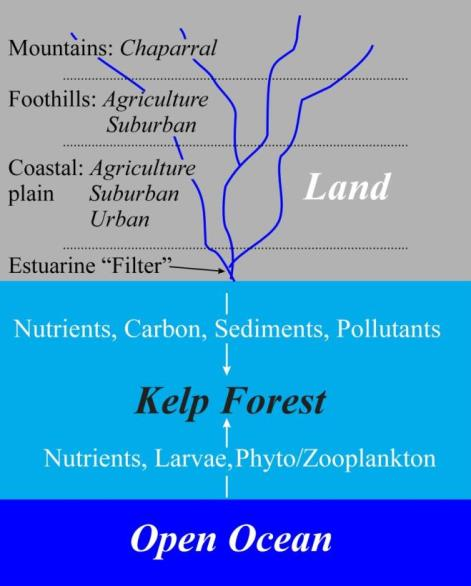 Mountains: Chaparral
Foothills: Agriculture
Suburban
Coastal: Agriculture
plain Suburban
Urban
Land
Estuarine “Filter”
Nutrients, Carbon, Sediments, Pollutants
Kelp Forest
Nutrients, Larvae, Phyto/Zooplankton
Open Ocean